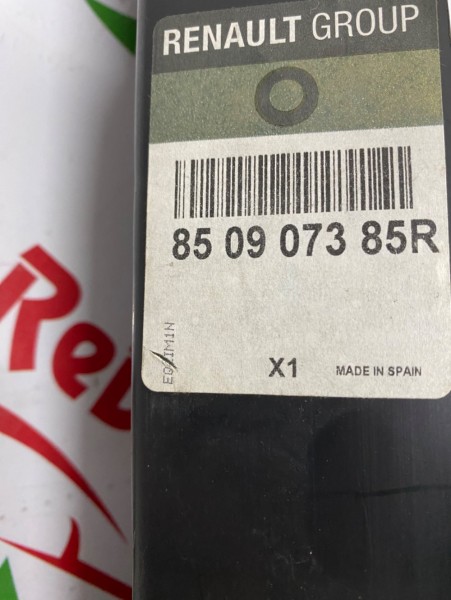 RENAULT GROUP
85 09 073 85R
X1
MADE IN SPAIN